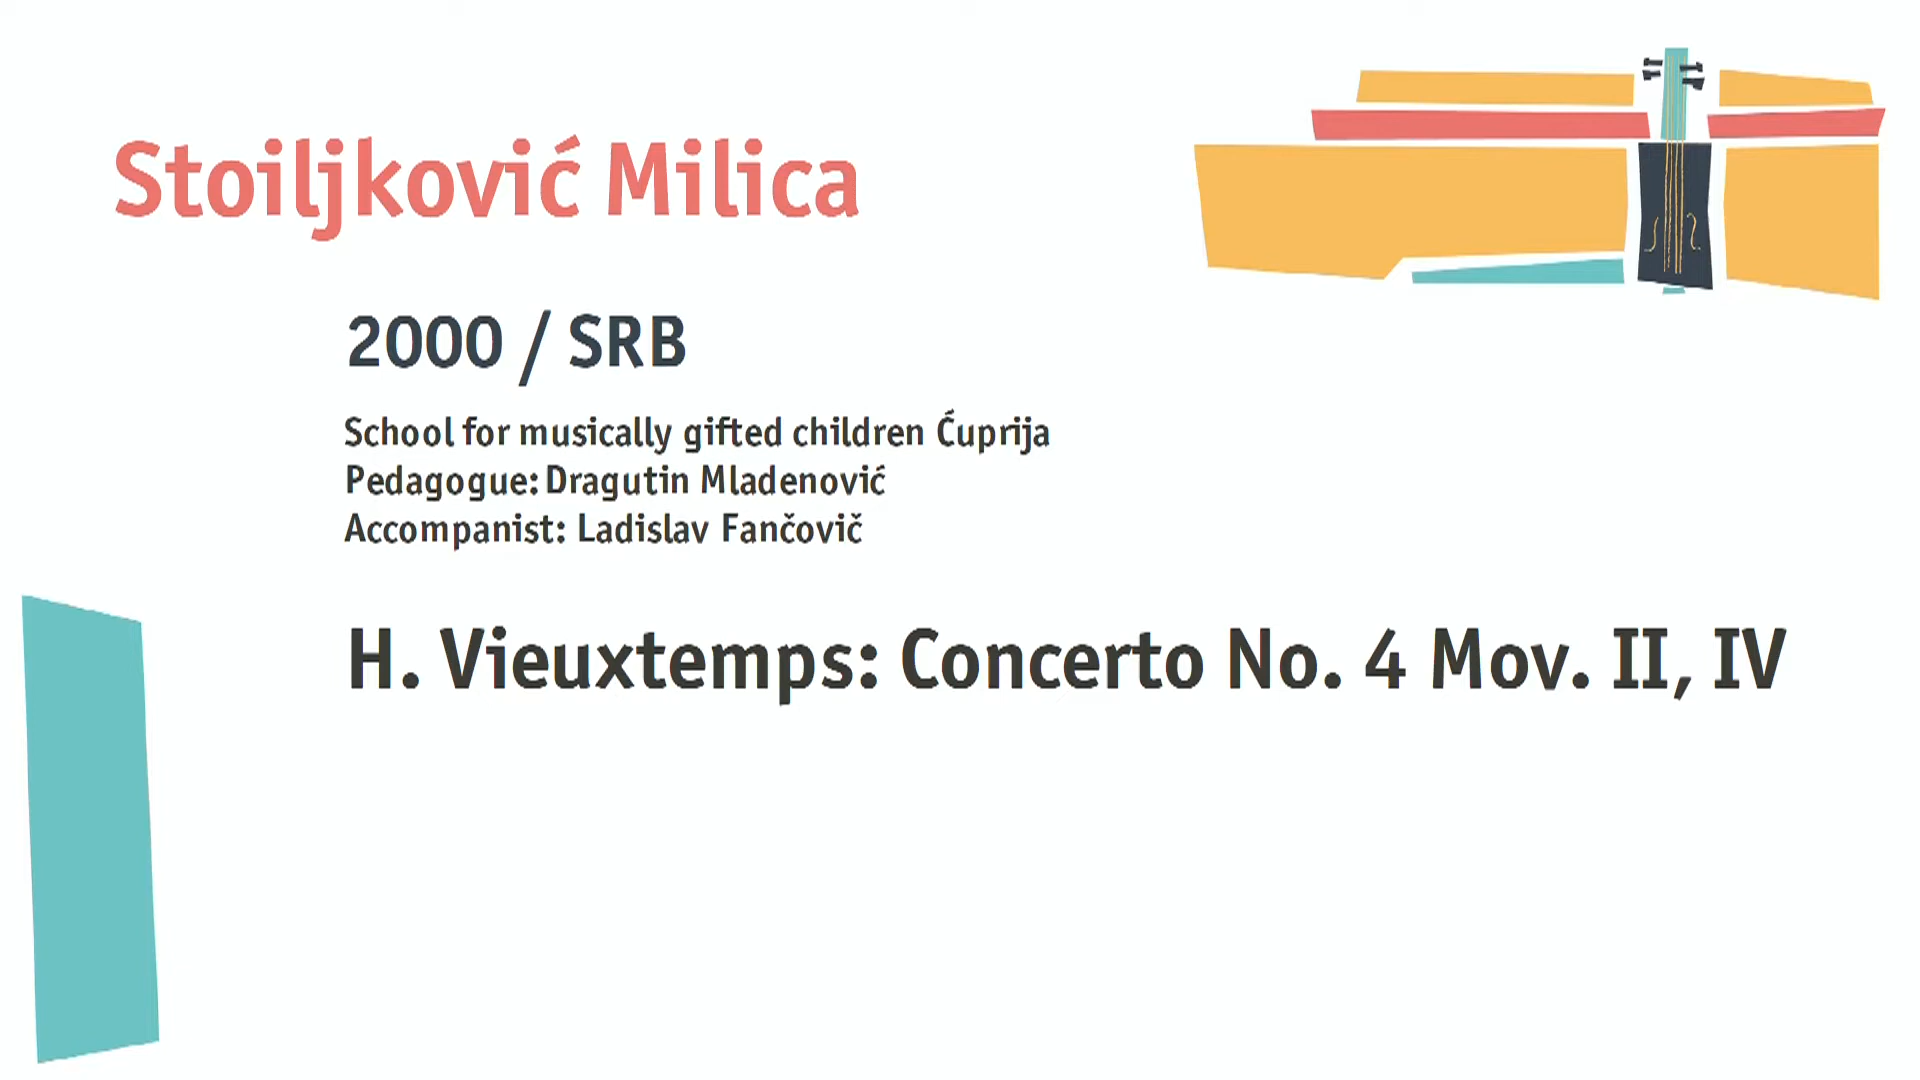 Stoiljković Milica
2000 / SRB
School for musically gifted children Ćuprija
Pedagogue: Dragutin Mladenović
Accompanist: Ladislav Fančovič
H. Vieuxtemps: Concerto No. 4 Mov. II, IV